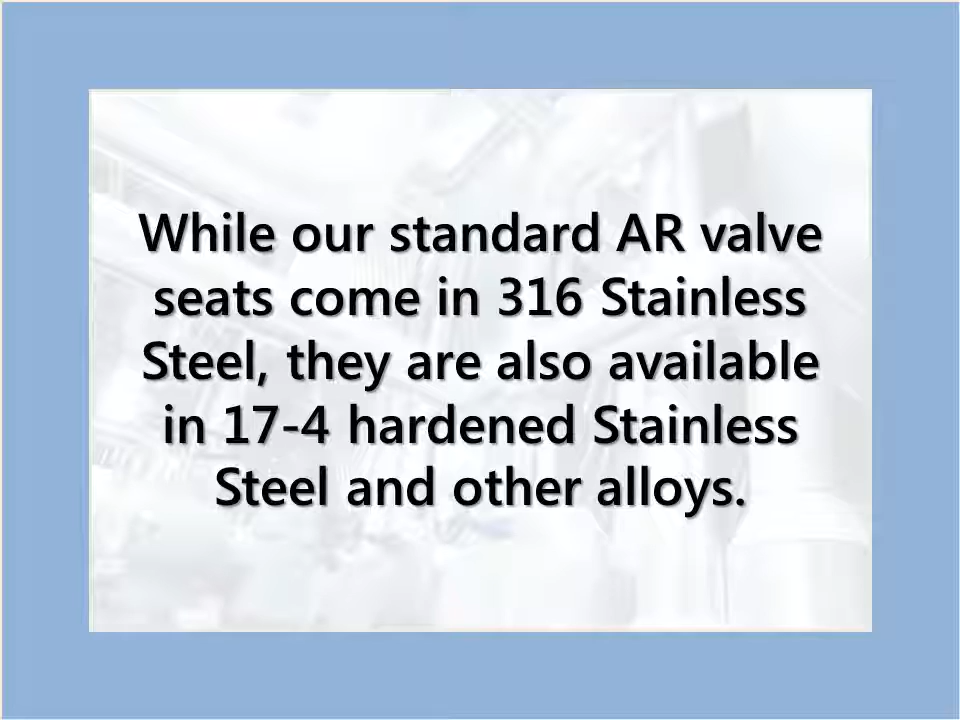 While our standard AR valve
seats come in 316 Stainless
Steel, they are also available
in 17-4 hardened Stainless
Steel and other alloys.